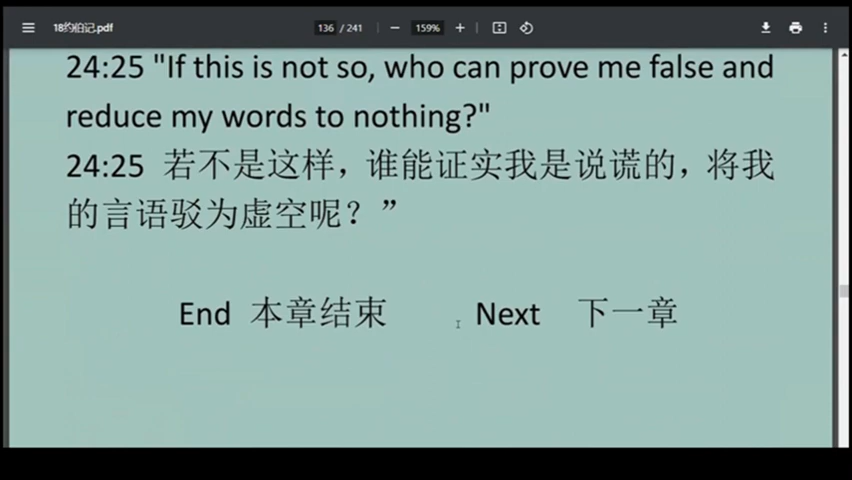 18约伯记.pdf
136 / 241
159%
24:25 "If this is not so, who can prove me false and
reduce my words to nothing?"
24:25 若不是这样，谁能证实我是说谎的，将我
的言语驳为虚空呢？”
End 本章结束 Next 下一章